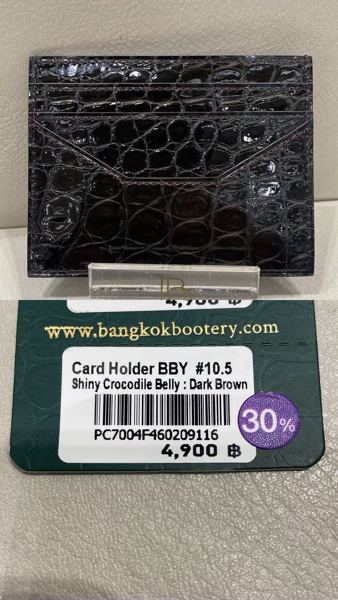 4,900 ฿
www.bangkokbootery.com
Card Holder BBY #10.5
Shiny Crocodile Belly : Dark Brown
30%
PC7004F460209116
4,900 ฿